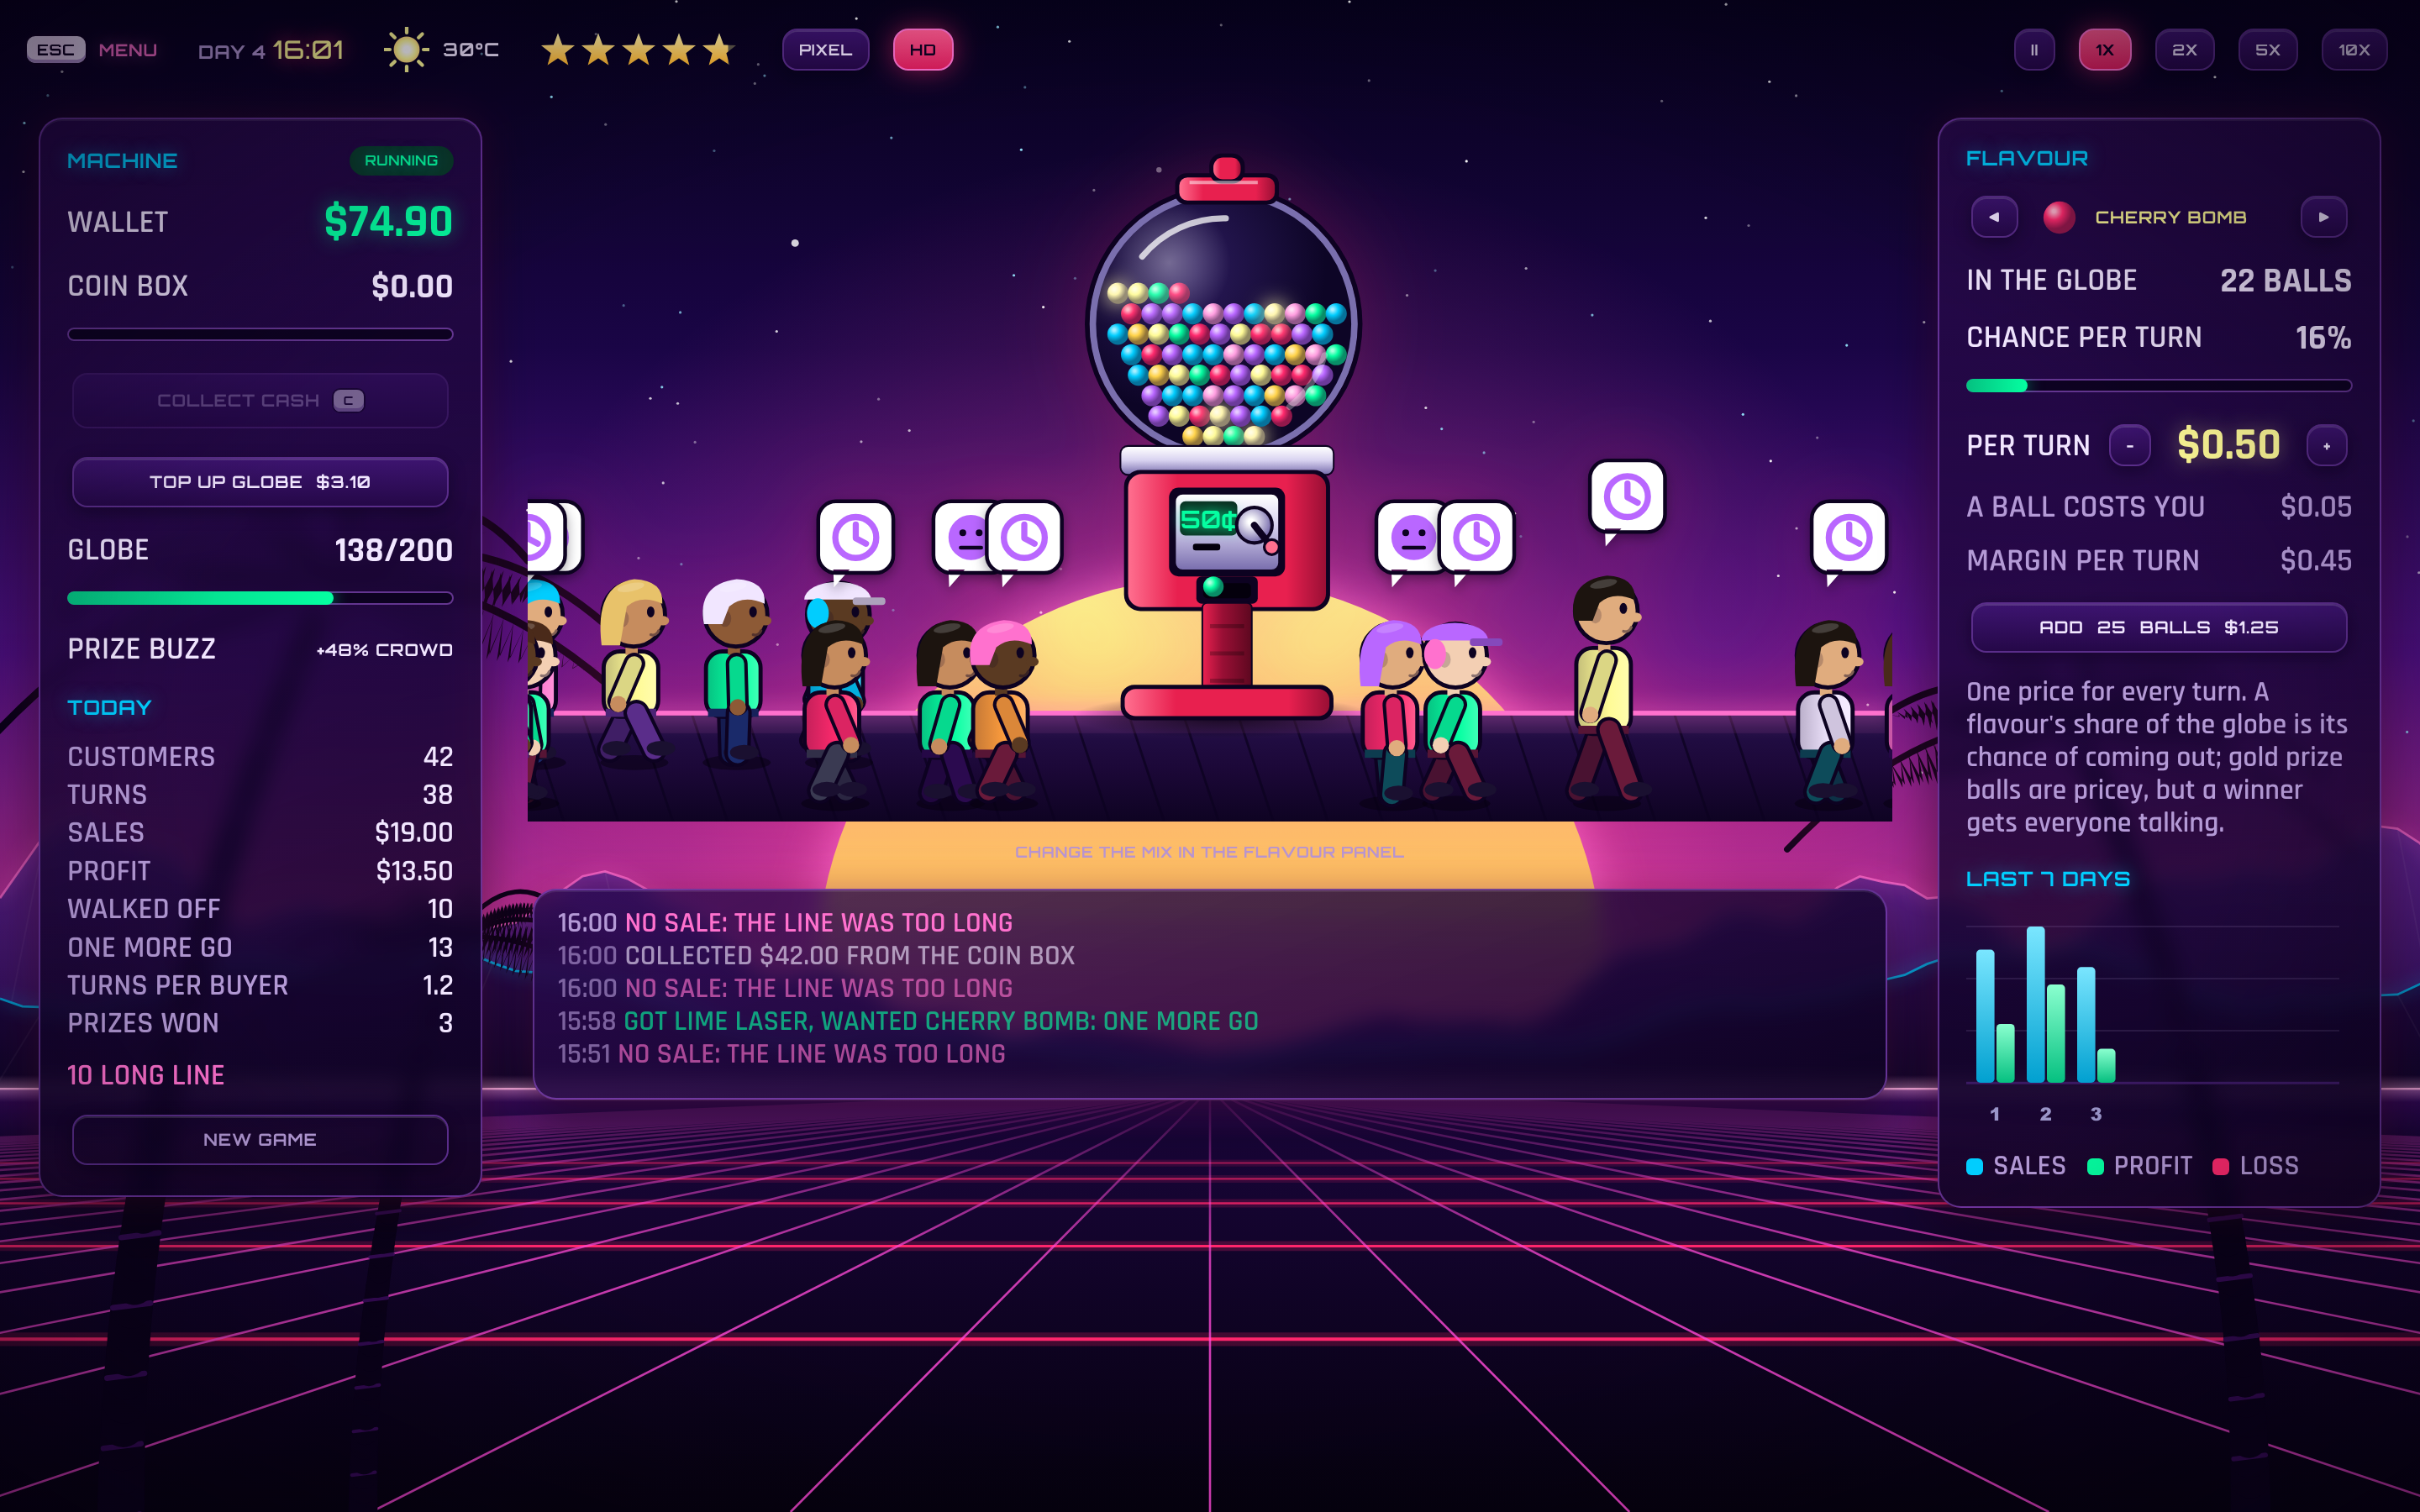 ESC MENU DAY 4 16:01 30°C PIXEL HD II 1X 2X 5X 10X
MACHINE RUNNING
WALLET $74.90
COIN BOX $0.00
COLLECT CASH C
TOP UP GLOBE $3.10
GLOBE 138/200
PRIZE BUZZ +48% CROWD
TODAY
CUSTOMERS 42
TURNS 38
SALES $19.00
PROFIT $13.50
WALKED OFF 10
ONE MORE GO 13
TURNS PER BUYER 1.2
PRIZES WON 3
10 LONG LINE
NEW GAME
50¢
CHANGE THE MIX IN THE FLAVOUR PANEL
16:00 NO SALE: THE LINE WAS TOO LONG
16:00 COLLECTED $42.00 FROM THE COIN BOX
16:00 NO SALE: THE LINE WAS TOO LONG
15:58 GOT LIME LASER, WANTED CHERRY BOMB: ONE MORE GO
15:51 NO SALE: THE LINE WAS TOO LONG
FLAVOUR
CHERRY BOMB
IN THE GLOBE 22 BALLS
CHANCE PER TURN 16%
PER TURN - $0.50 +
A BALL COSTS YOU $0.05
MARGIN PER TURN $0.45
ADD 25 BALLS $1.25
One price for every turn. A
flavour's share of the globe is its
chance of coming out; gold prize
balls are pricey, but a winner
gets everyone talking.
LAST 7 DAYS
1 2 3
SALES PROFIT LOSS